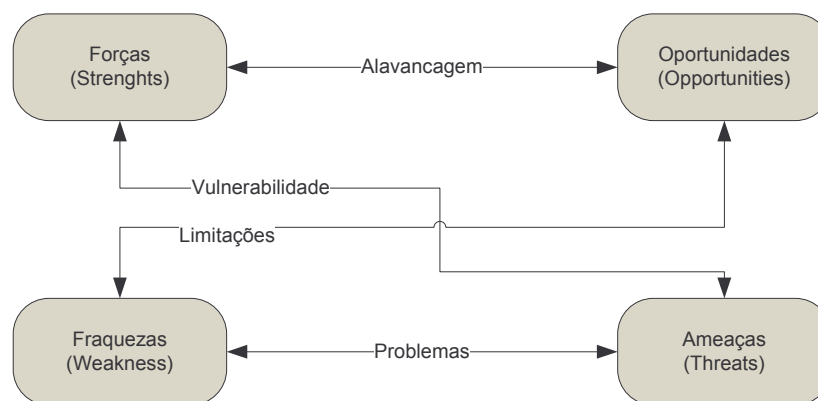 Forças
(Strenghts)
Alavancagem
Oportunidades
(Opportunities)
Vulnerabilidade
Limitações
Fraquezas
(Weakness)
Problemas
Ameaças
(Threats)